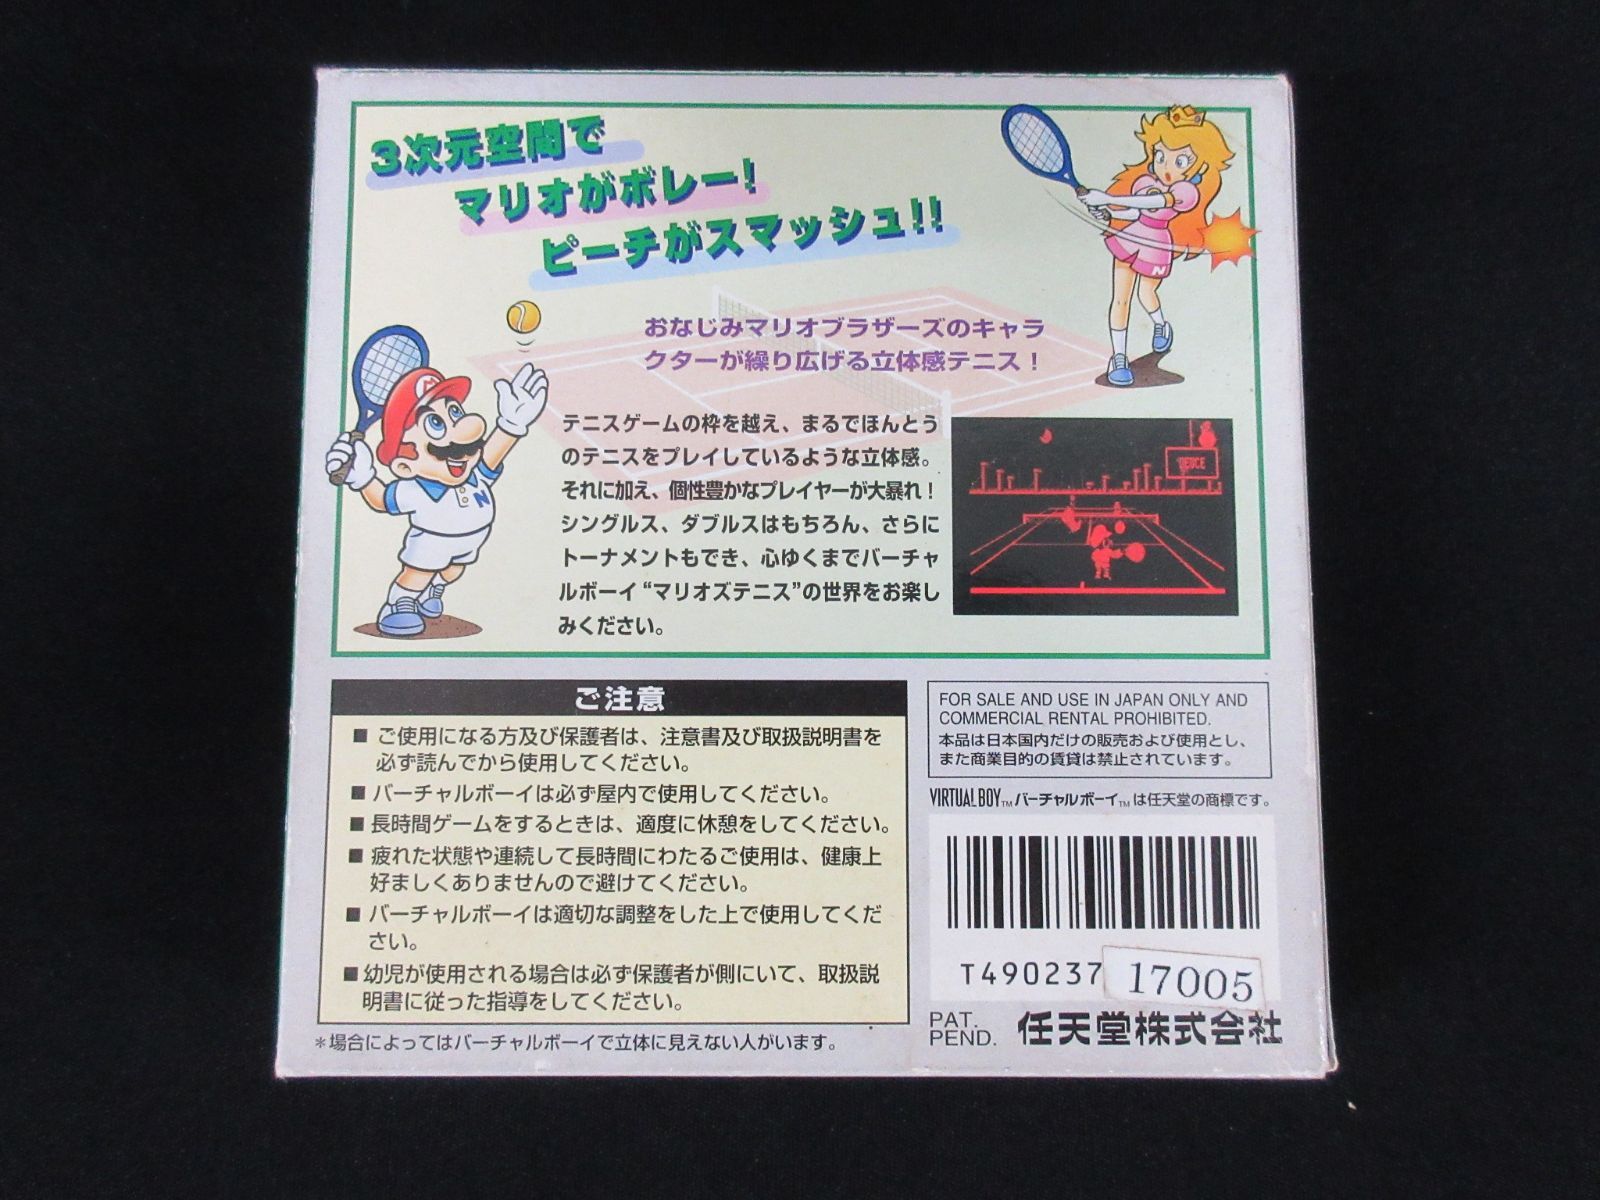 3次元空間で
マリオがボレー!
ピーチがスマッシュ!!
おなじみマリオブラザーズのキャラ
クターが繰り広げる立体感テニス!
テニスゲームの枠を越え、まるでほんとう
のテニスをプレイしているような立体感。
それに加え、個性豊かなプレイヤーが大暴れ!
シングルス、ダブルスはもちろん、さらに
トーナメントもでき、心ゆくまでバーチャ
ルボーイ“マリオズテニス”の世界をお楽し
みください。
M
N
N
DEUCE
ご注意
■ご使用になる方及び保護者は、注意書及び取扱説明書を
必ず読んでから使用してください。
■バーチャルボーイは必ず屋内で使用してください。
■長時間ゲームをするときは、適度に休憩をしてください。
■疲れた状態や連続して長時間にわたるご使用は、健康上
好ましくありませんので避けてください。
■バーチャルボーイは適切な調整をした上で使用してくだ
さい。
■幼児が使用される場合は必ず保護者が側にいて、取扱説
明書に従った指導をしてください。
*場合によってはバーチャルボーイで立体に見えない人がいます。
FOR SALE AND USE IN JAPAN ONLY AND
COMMERCIAL RENTAL PROHIBITED.
本品は日本国内だけの販売および使用とし、
また商業目的の賃貸は禁止されています。
VIRTUAL BOY™ バーチャルボーイ™ は任天堂の商標です。
T490237
17005
PAT.
PEND. 任天堂株式会社